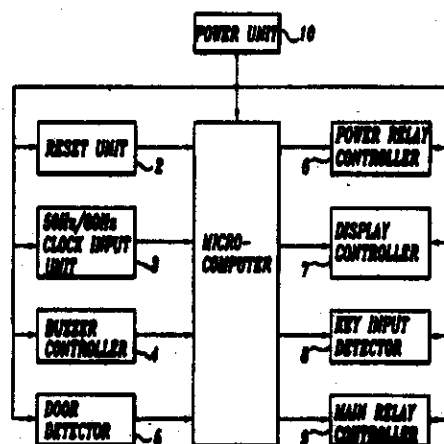 POWER UNIT
10
RESET UNIT
2
50Hz/60Hz
CLOCK INPUT
UNIT
3
BUZZER
CONTROLLER
4
DOOR
DETECTOR
5
MICRO-
COMPUTER
POWER RELAY
CONTROLLER
6
DISPLAY
CONTROLLER
7
KEY INPUT
DETECTOR
8
MAIN RELAY
CONTROLLER
9